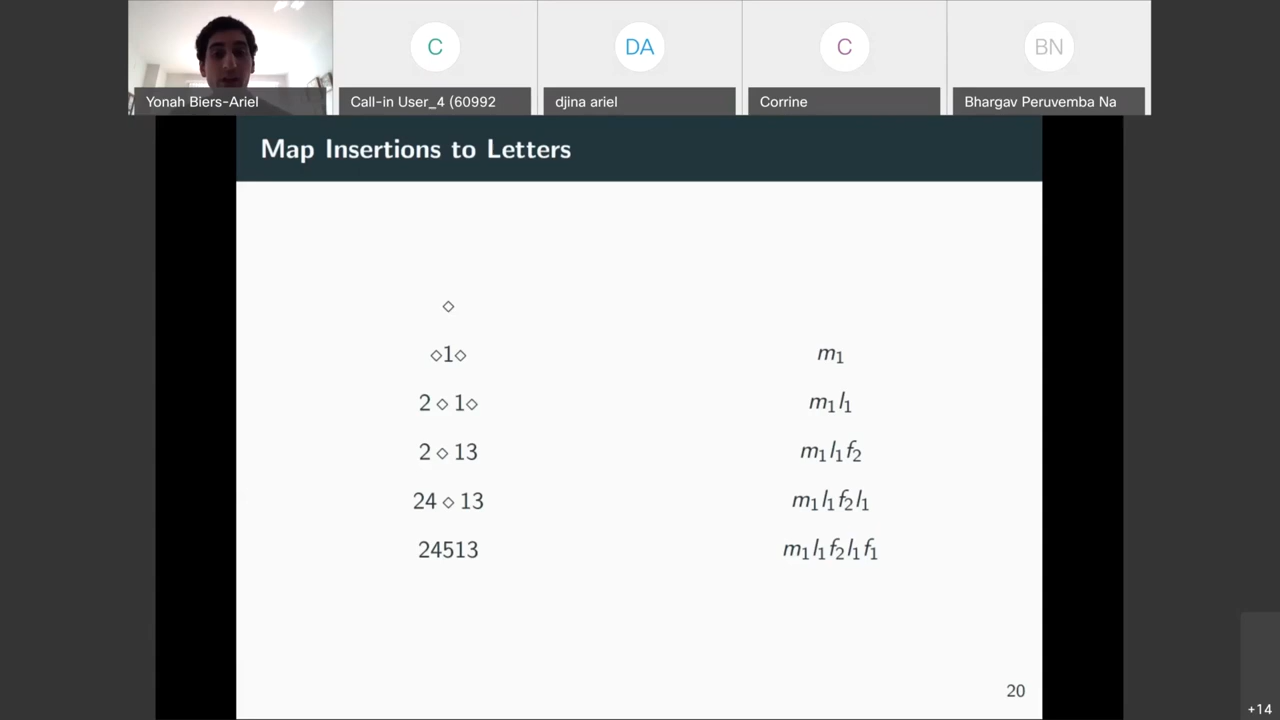 C
DA
C
BN
Yonah Biers-Ariel
Call-in User_4 (60992
djina ariel
Corrine
Bhargav Peruvemba Na
Map Insertions to Letters
⋄
⋄1⋄ m₁
2 ⋄ 1⋄ m₁l₁
2 ⋄ 13 m₁l₁f₂
24 ⋄ 13 m₁l₁f₂l₁
24513 m₁l₁f₂l₁f₁
20
+14